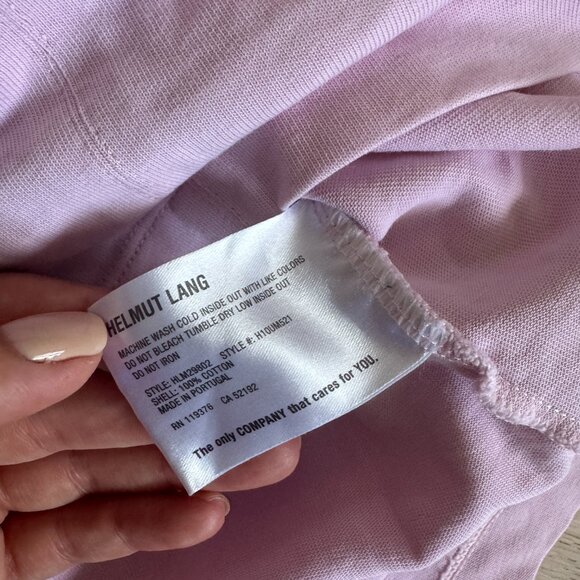 HELMUT LANG
MACHINE WASH COLD INSIDE OUT WITH LIKE COLORS
DO NOT BLEACH TUMBLE DRY LOW INSIDE OUT
DO NOT IRON
STYLE: HLM29802 STYLE #: H10UM521
SHELL: 100% COTTON
MADE IN PORTUGAL
RN 119376 CA 52192
The only COMPANY that cares for YOU.